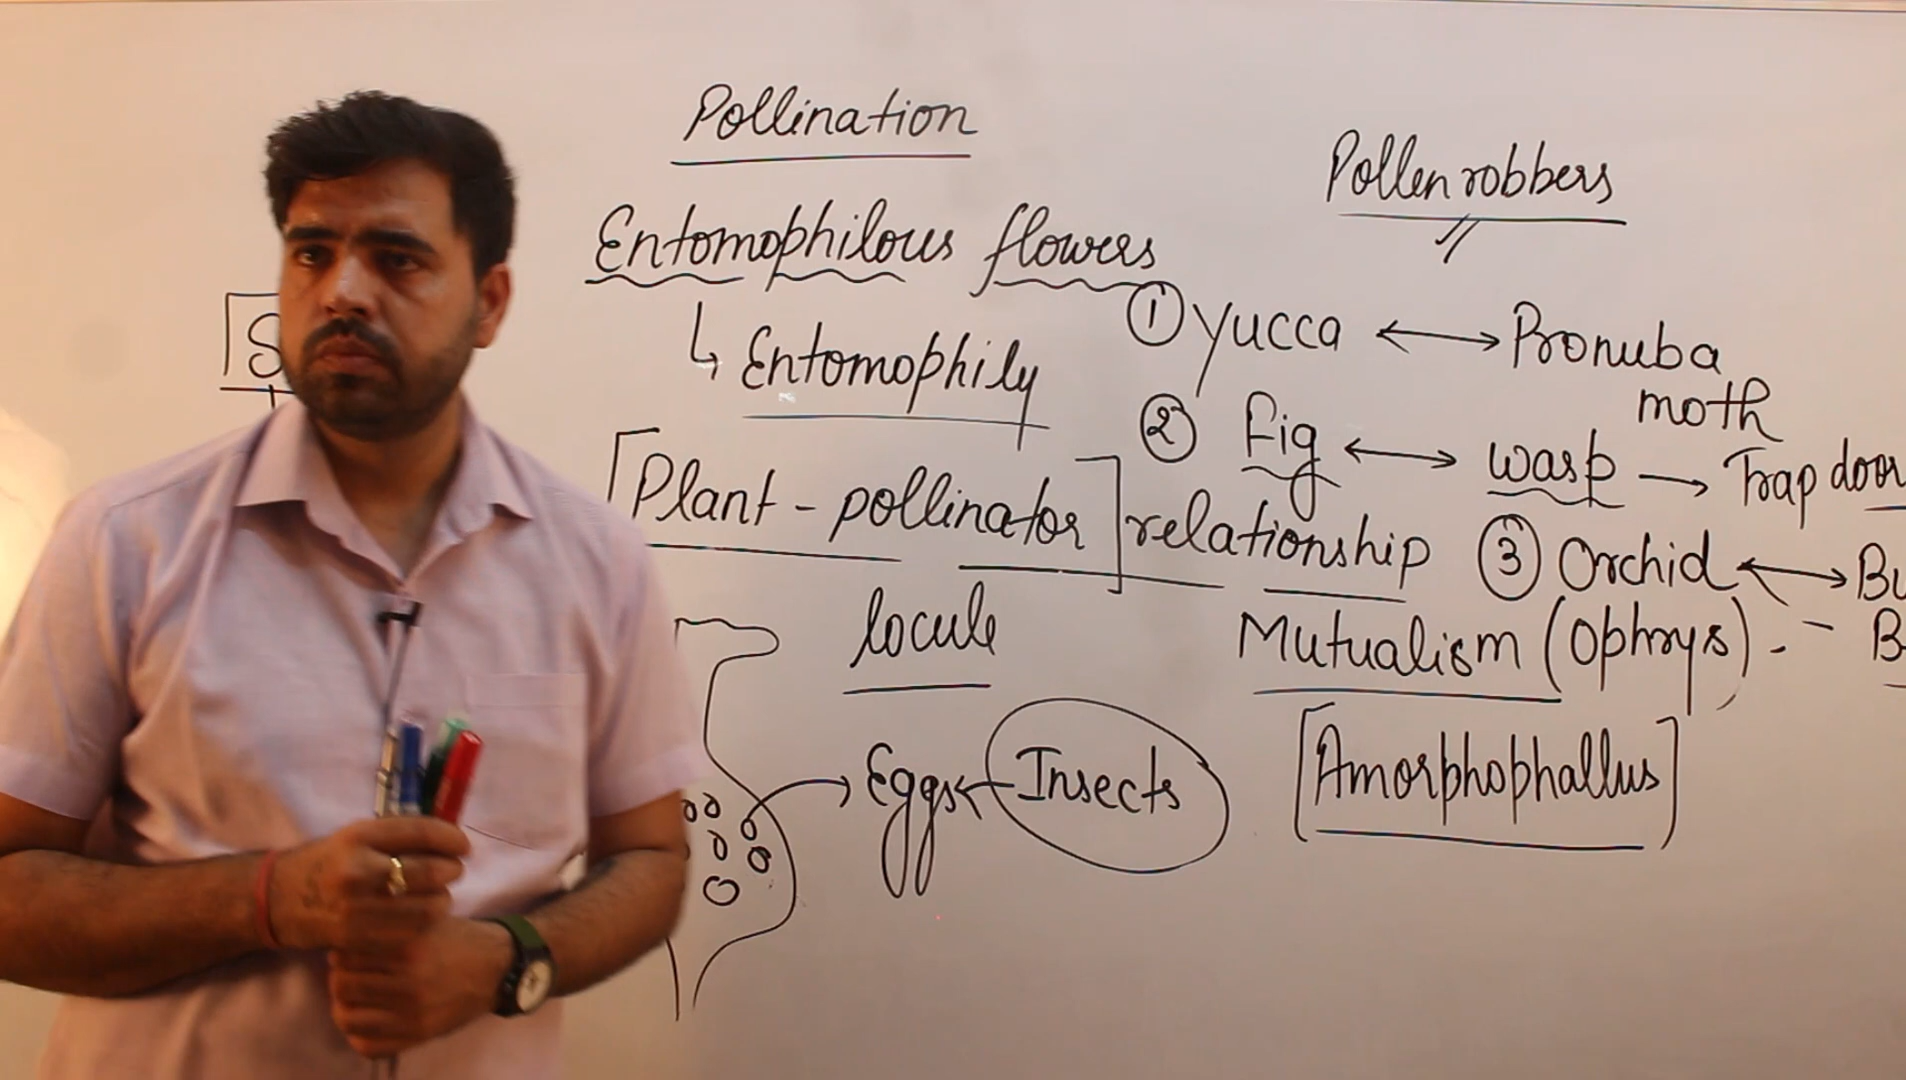 Pollination
Entomophilous flowers
Entomophily
Plant - pollinator relationship
locule
Eggs Insects
Pollen robbers
1 Yucca Pronuba moth
2 Fig wasp Trap door
3 Orchid
Mutualism (Ophrys)
Amorphophallus